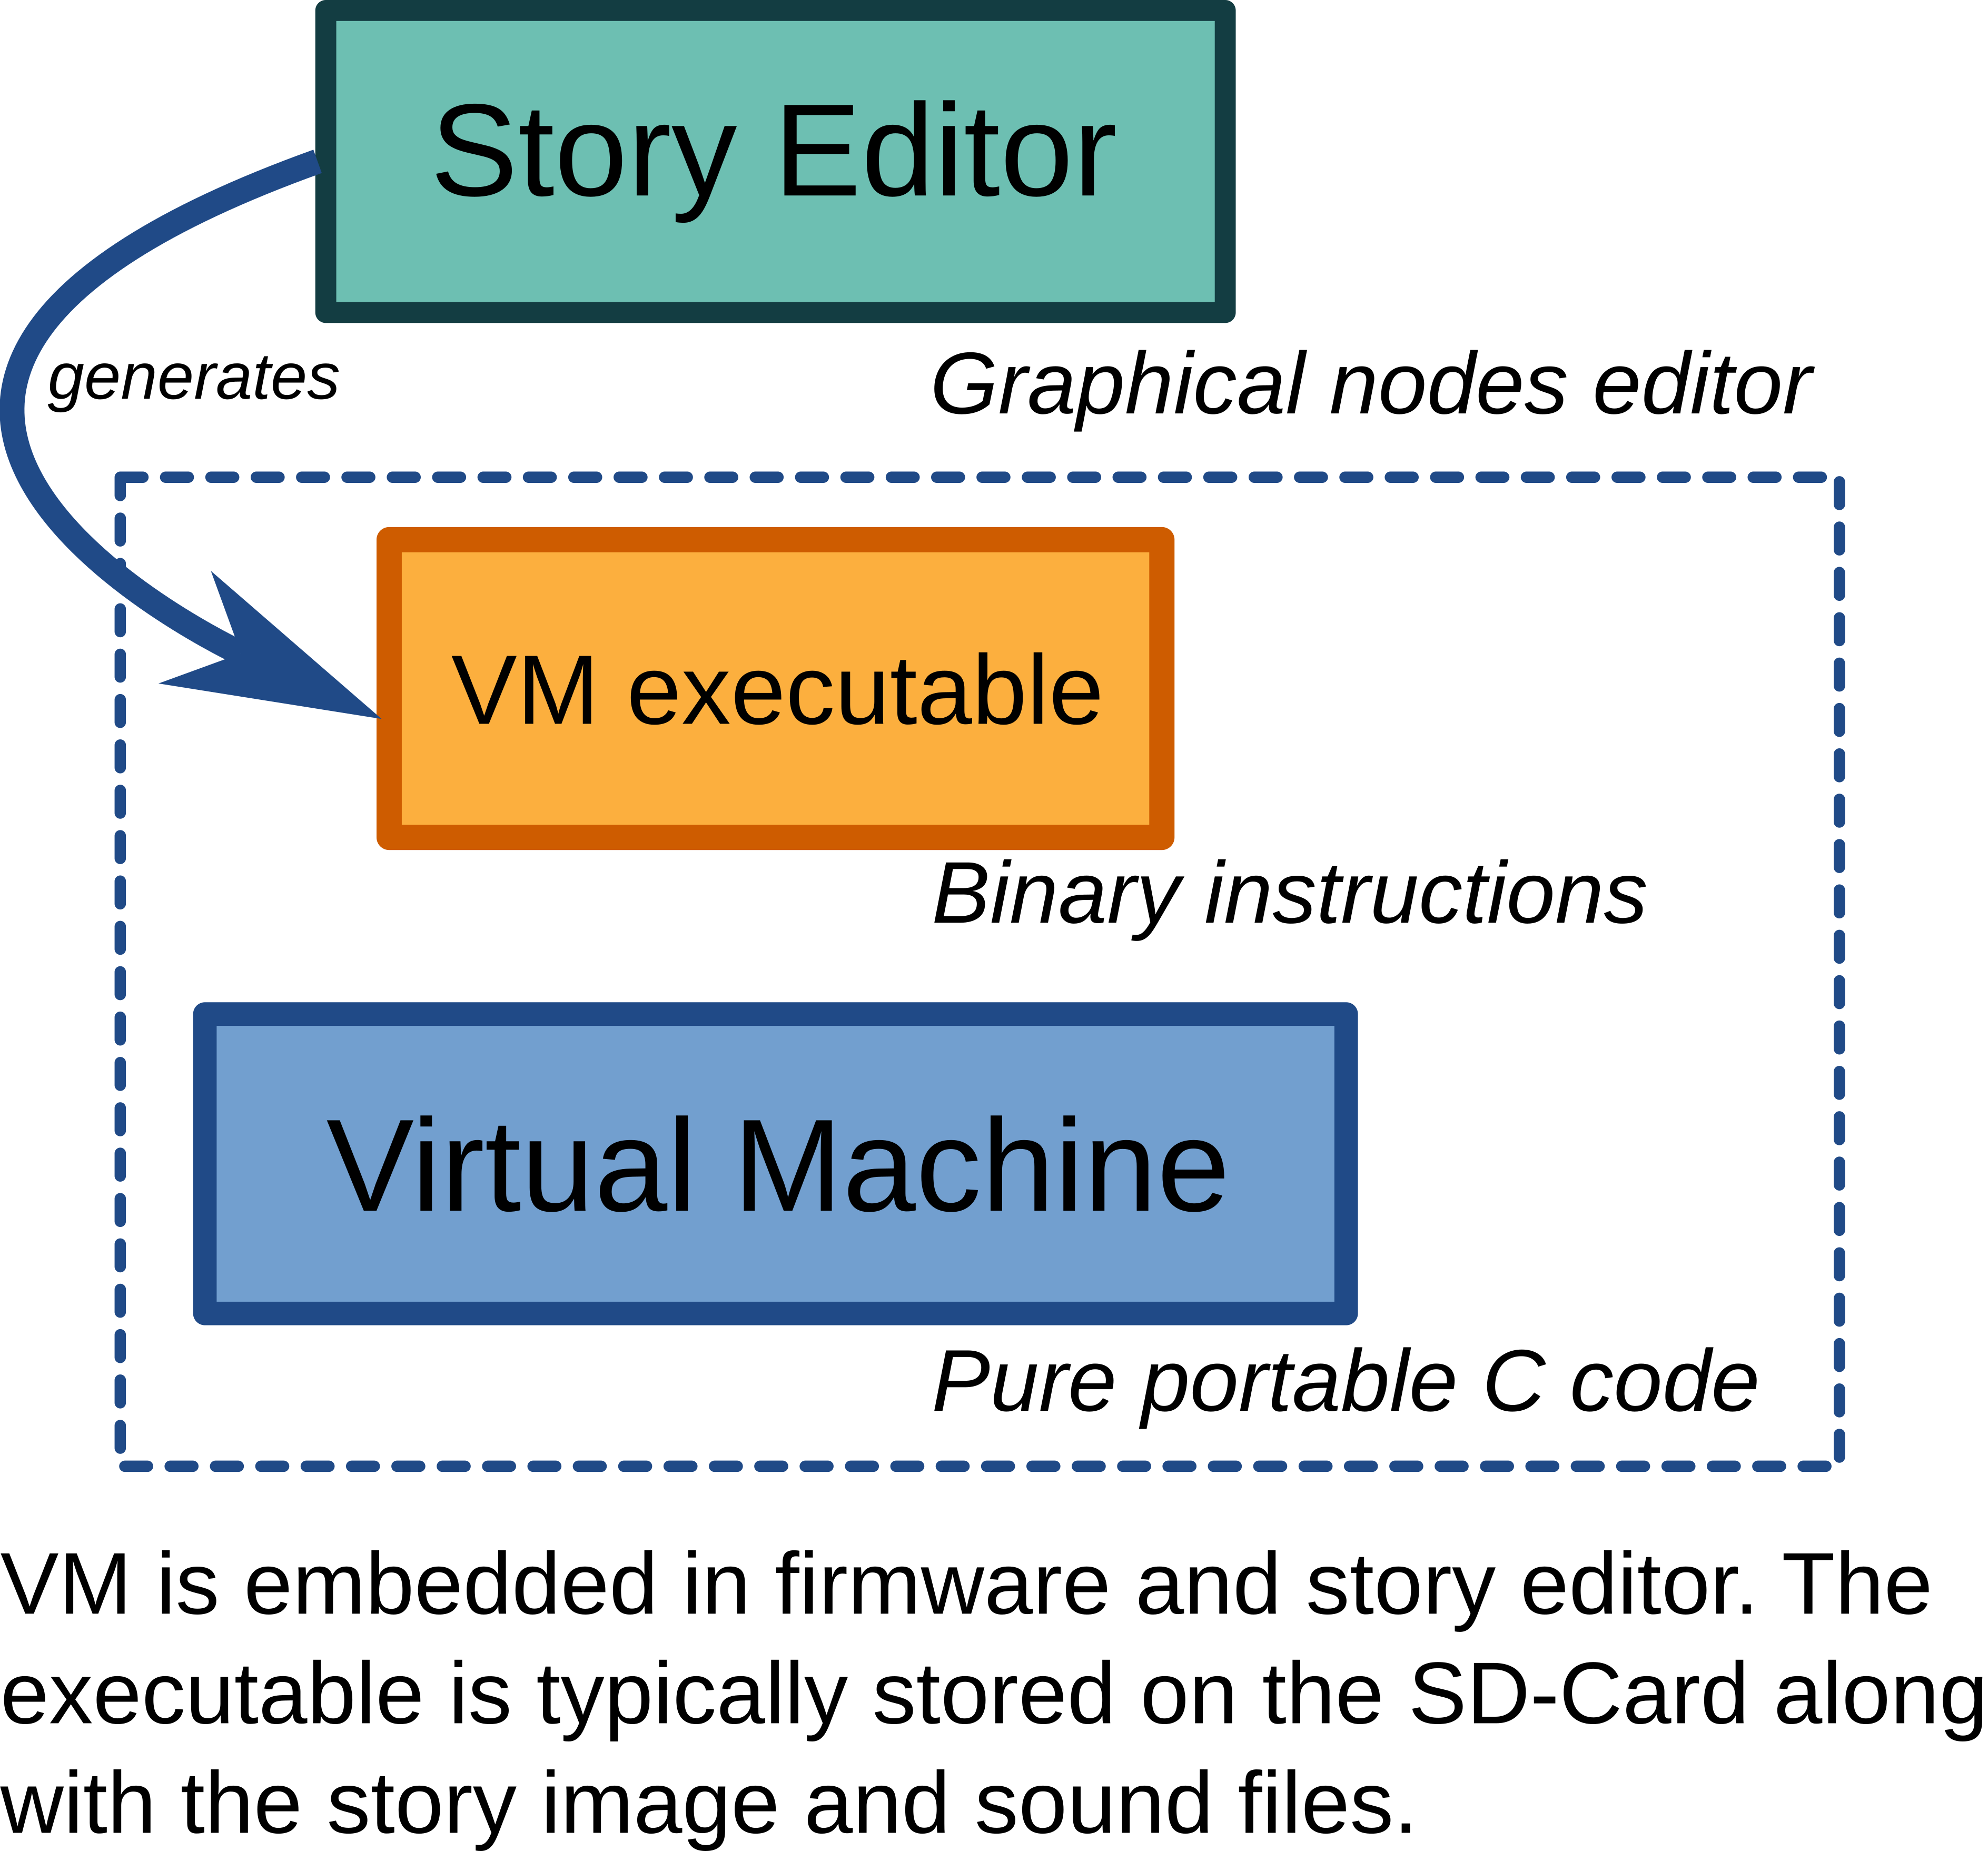 Story Editor
generates
Graphical nodes editor
VM executable
Binary instructions
Virtual Machine
Pure portable C code
VM is embedded in firmware and story editor. The
executable is typically stored on the SD-Card along
with the story image and sound files.